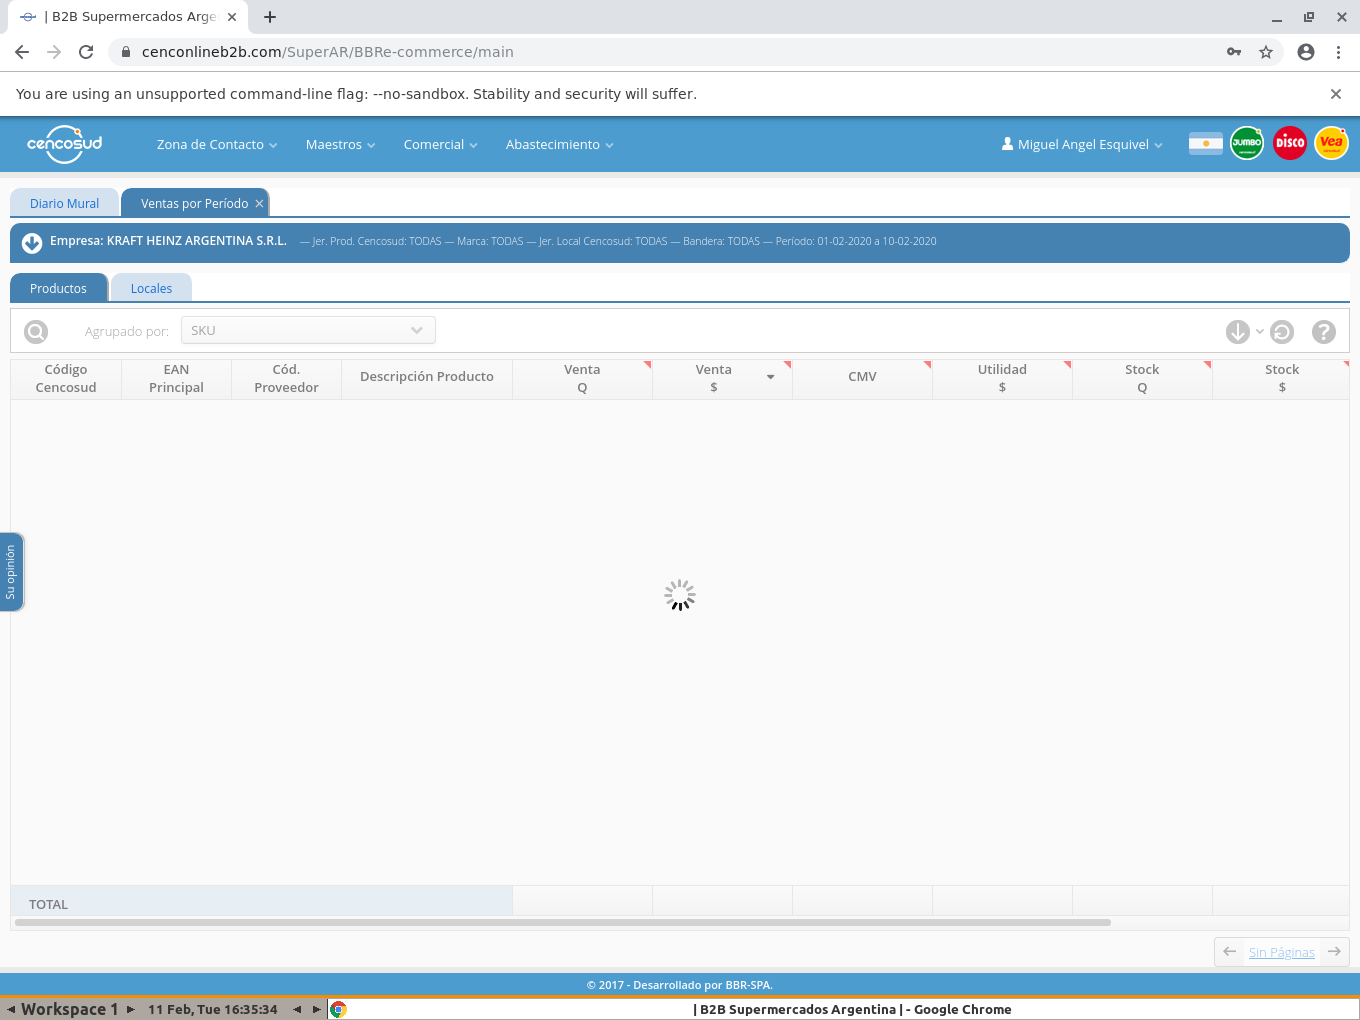 | B2B Supermercados Arge
cenconlineb2b.com/SuperAR/BBRe-commerce/main
You are using an unsupported command-line flag: --no-sandbox. Stability and security will suffer.
cencosud
Zona de Contacto
Maestros
Comercial
Abastecimiento
Miguel Angel Esquivel
JUMBO
DISCO
Vea
Diario Mural
Ventas por Período
Empresa: KRAFT HEINZ ARGENTINA S.R.L. — Jer. Prod. Cencosud: TODAS — Marca: TODAS — Jer. Local Cencosud: TODAS — Bandera: TODAS — Período: 01-02-2020 a 10-02-2020
Productos
Locales
Agrupado por:
SKU
Código
Cencosud
EAN
Principal
Cód.
Proveedor
Descripción Producto
Venta
Q
Venta
$
CMV
Utilidad
$
Stock
Q
Stock
$
Su opinión
TOTAL
Sin Páginas
© 2017 - Desarrollado por BBR-SPA.
Workspace 1
11 Feb, Tue 16:35:34
| B2B Supermercados Argentina | - Google Chrome